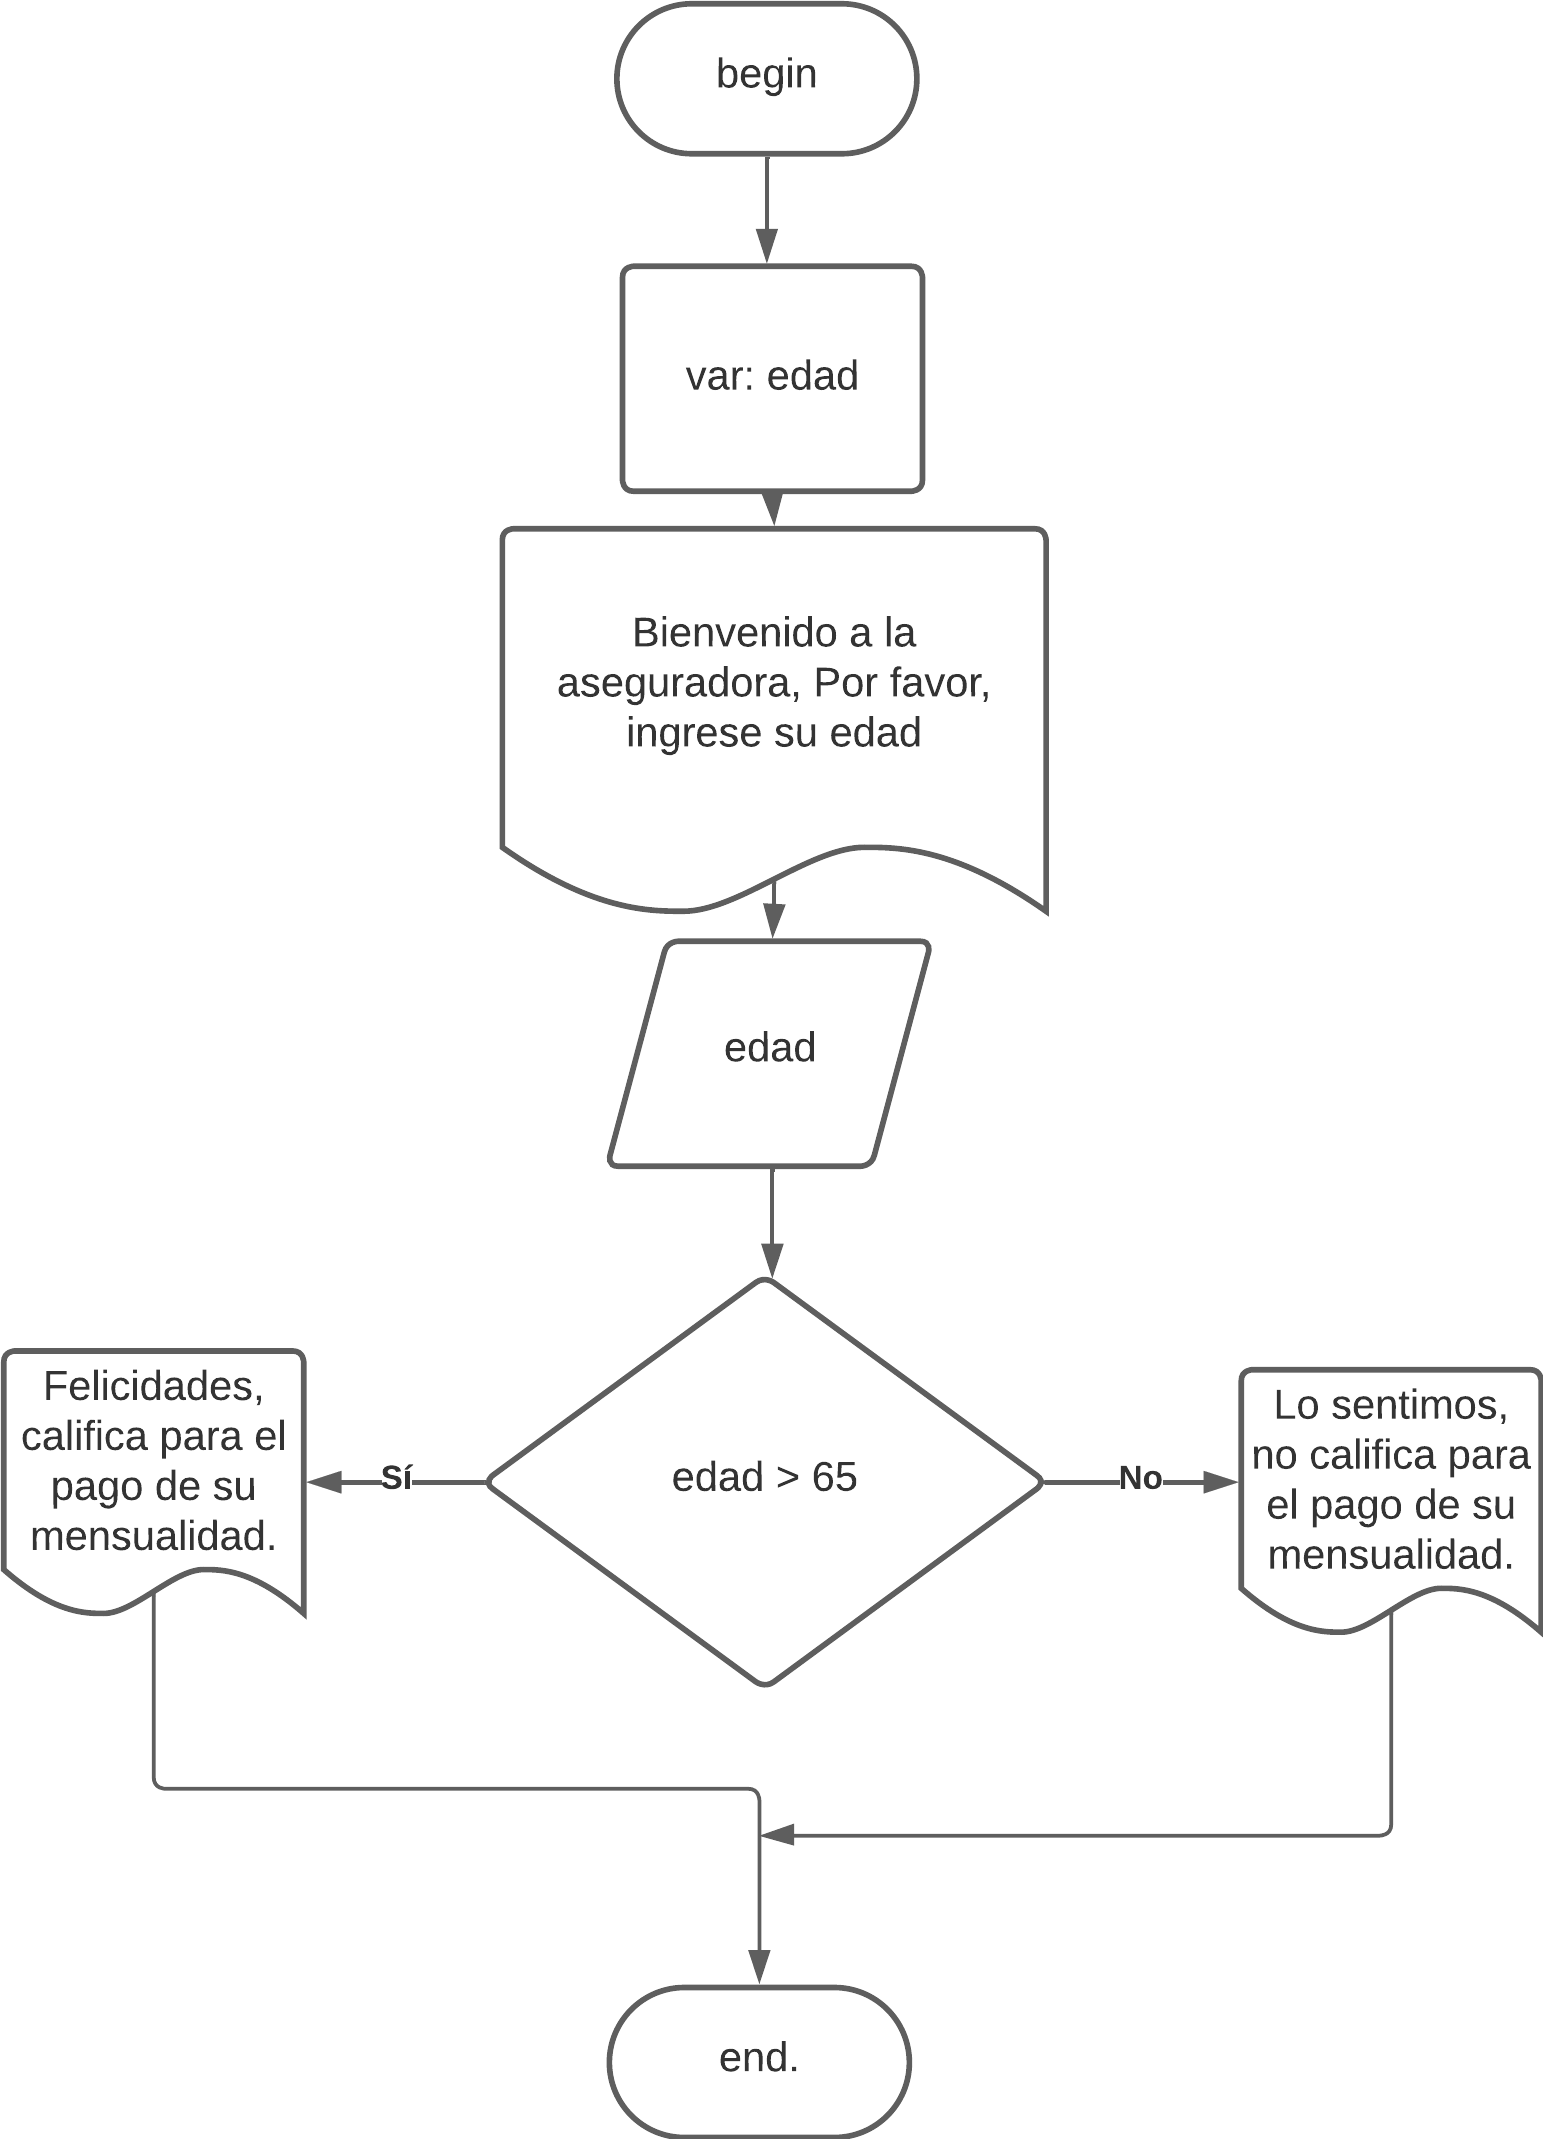 begin
var: edad
Bienvenido a la
aseguradora, Por favor,
ingrese su edad
edad
edad > 65
Sí
No
Felicidades,
califica para el
pago de su
mensualidad.
Lo sentimos,
no califica para
el pago de su
mensualidad.
end.